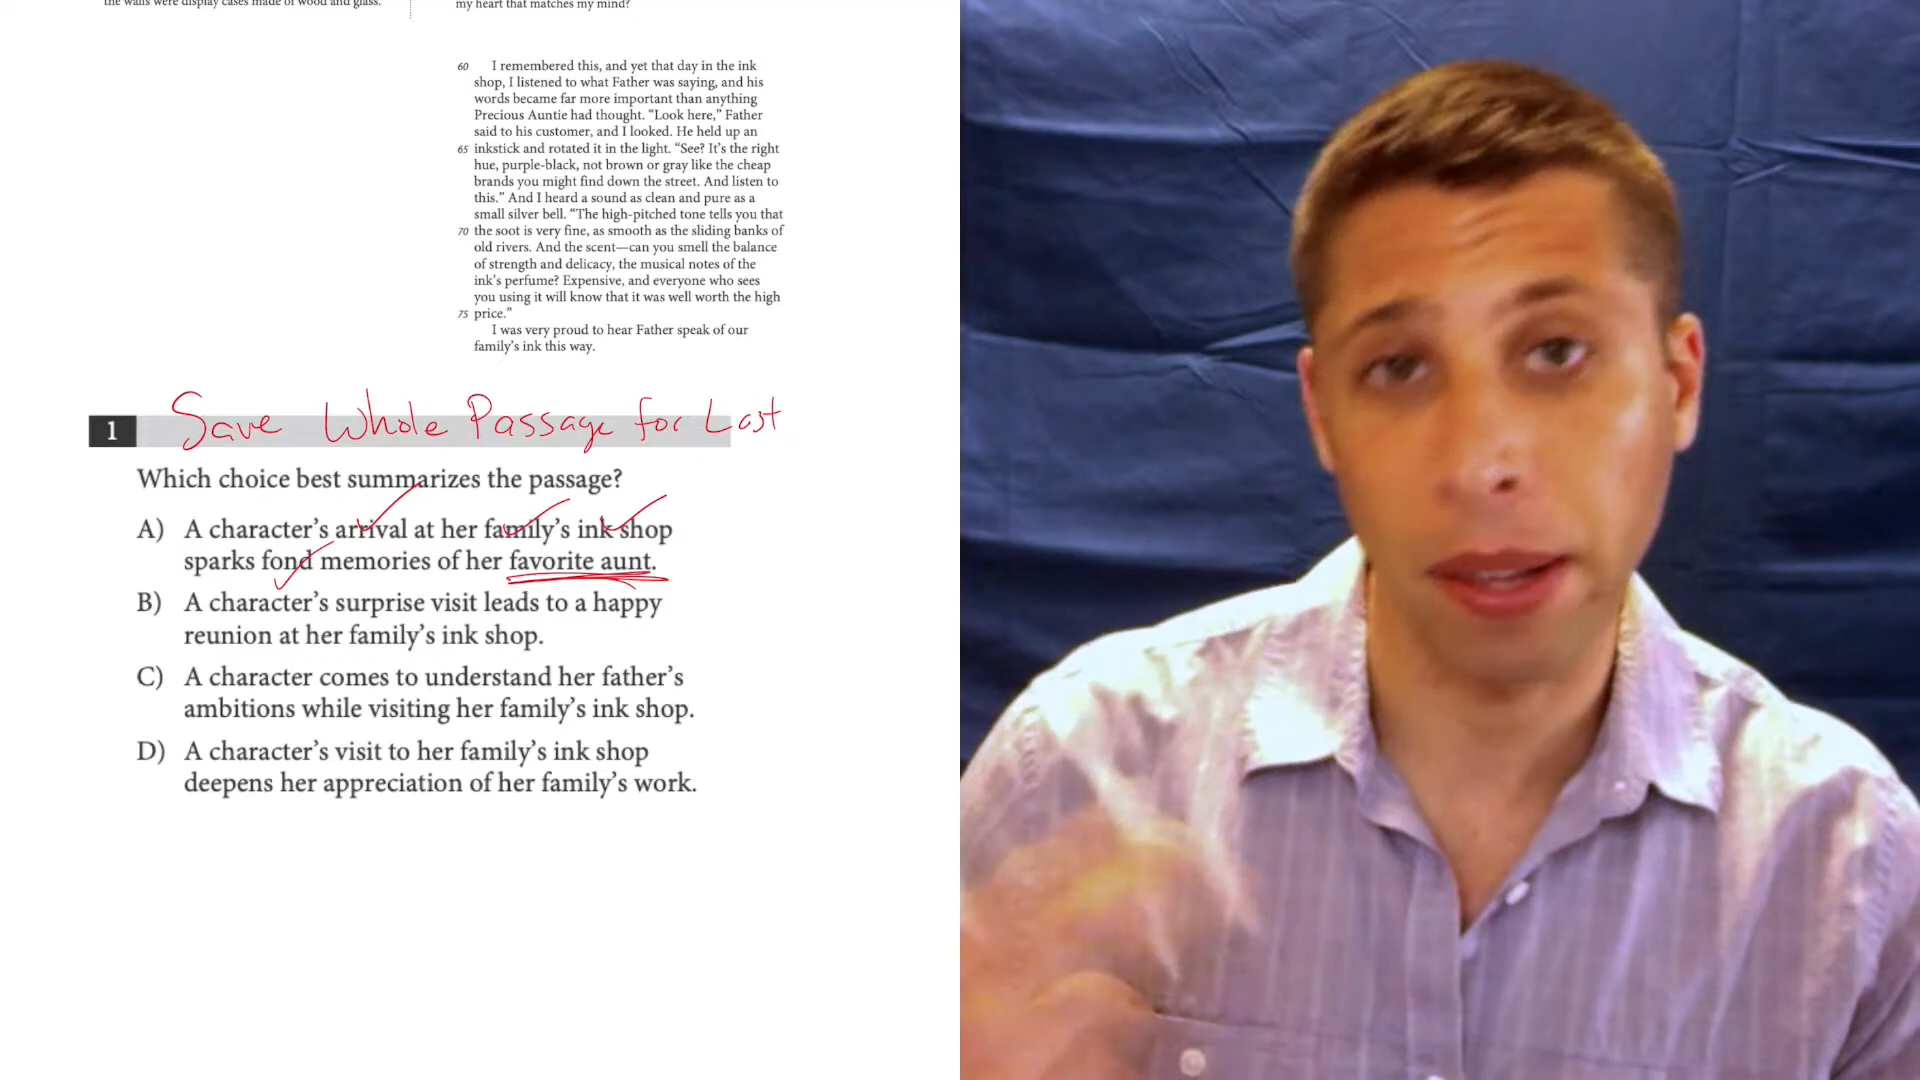 the walls were display cases made of wood and glass.
my heart that matches my mind?
60 I remembered this, and yet that day in the ink
shop, I listened to what Father was saying, and his
words became far more important than anything
Precious Auntie had thought. “Look here,” Father
said to his customer, and I looked. He held up an
65 inkstick and rotated it in the light. “See? It’s the right
hue, purple-black, not brown or gray like the cheap
brands you might find down the street. And listen to
this.” And I heard a sound as clean and pure as a
small silver bell. “The high-pitched tone tells you that
70 the soot is very fine, as smooth as the sliding banks of
old rivers. And the scent—can you smell the balance
of strength and delicacy, the musical notes of the
ink’s perfume? Expensive, and everyone who sees
you using it will know that it was well worth the high
75 price.”
I was very proud to hear Father speak of our
family’s ink this way.
1 Save Whole Passage for Last
Which choice best summarizes the passage?
A) A character’s arrival at her family’s ink shop
sparks fond memories of her favorite aunt.
B) A character’s surprise visit leads to a happy
reunion at her family’s ink shop.
C) A character comes to understand her father’s
ambitions while visiting her family’s ink shop.
D) A character’s visit to her family’s ink shop
deepens her appreciation of her family’s work.